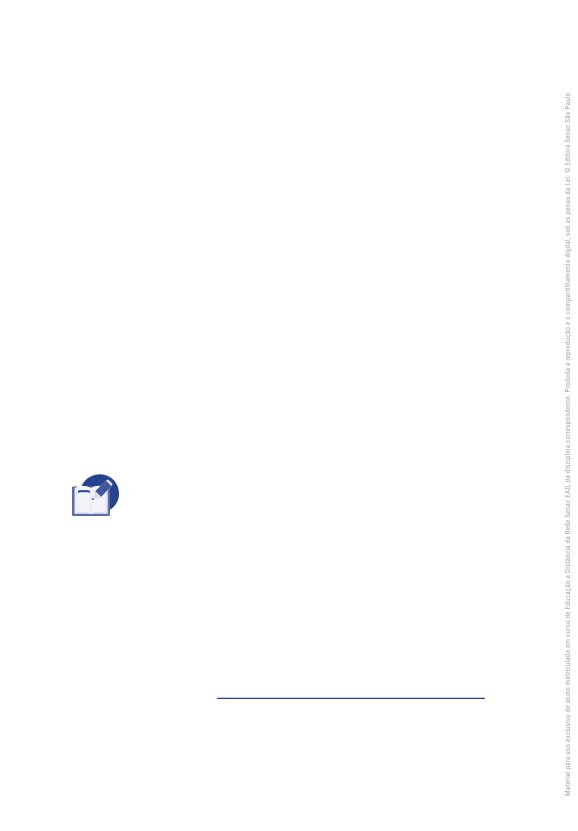 Material para uso exclusivo de aluno matriculado em curso de Educação a Distância da Rede Senac EAD, da disciplina correspondente. Proibida a reprodução e o compartilhamento digital, sob as penas da Lei. © Editora Senac São Paulo.